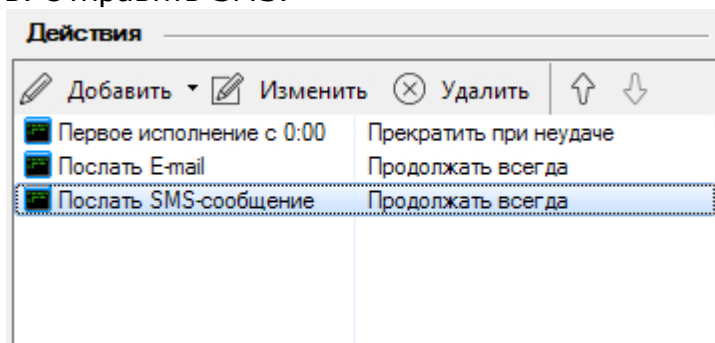 Действия
Добавить Изменить Удалить
Первое исполнение с 0:00 Прекратить при неудаче
Послать E-mail Продолжать всегда
Послать SMS-сообщение Продолжать всегда